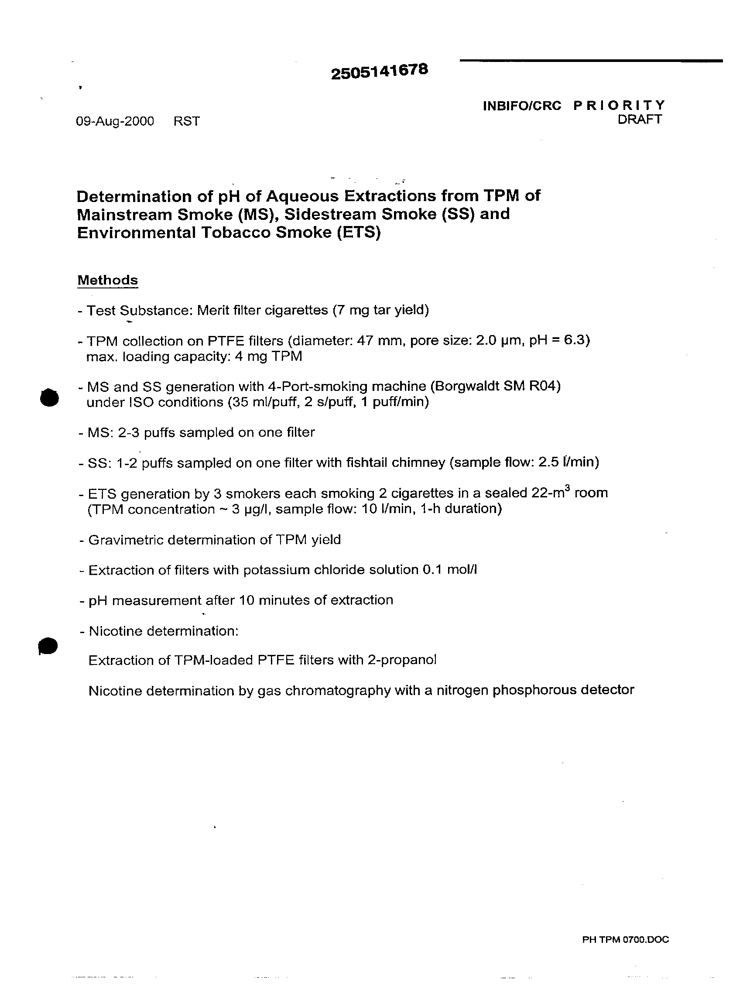 2505141678
INBIFO/CRC PRIORITY
09-Aug-2000 RST
DRAFT
Determination of pH of Aqueous Extractions from TPM of
Mainstream Smoke (MS), Sidestream Smoke (SS) and
Environmental Tobacco Smoke (ETS)
Methods
- Test Substance: Merit filter cigarettes (7 mg tar yield)
- TPM collection on PTFE filters (diameter: 47 mm, pore size: 2.0 µm, pH = 6.3)
max. loading capacity: 4 mg TPM
- MS and SS generation with 4-Port-smoking machine (Borgwaldt SM R04)
under ISO conditions (35 ml/puff, 2 s/puff, 1 puff/min)
- MS: 2-3 puffs sampled on one filter
- SS: 1-2 puffs sampled on one filter with fishtail chimney (sample flow: 2.5 l/min)
- ETS generation by 3 smokers each smoking 2 cigarettes in a sealed 22-m³ room
(TPM concentration ~ 3 µg/l, sample flow: 10 l/min, 1-h duration)
- Gravimetric determination of TPM yield
- Extraction of filters with potassium chloride solution 0.1 mol/l
- pH measurement after 10 minutes of extraction
- Nicotine determination:
Extraction of TPM-loaded PTFE filters with 2-propanol
Nicotine determination by gas chromatography with a nitrogen phosphorous detector
PH TPM 0700.DOC